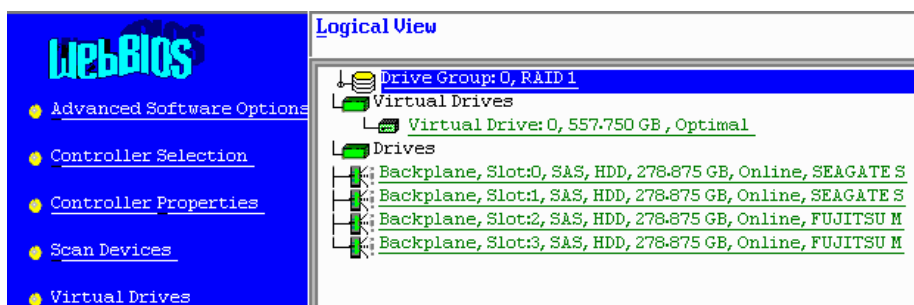 WebBIOS
Advanced Software Options
Controller Selection
Controller Properties
Scan Devices
Virtual Drives
Logical View
Drive Group: 0, RAID 1
Virtual Drives
Virtual Drive: 0, 557.750 GB , Optimal
Drives
Backplane, Slot:0, SAS, HDD, 278.875 GB, Online, SEAGATE S
Backplane, Slot:1, SAS, HDD, 278.875 GB, Online, SEAGATE S
Backplane, Slot:2, SAS, HDD, 278.875 GB, Online, FUJITSU M
Backplane, Slot:3, SAS, HDD, 278.875 GB, Online, FUJITSU M